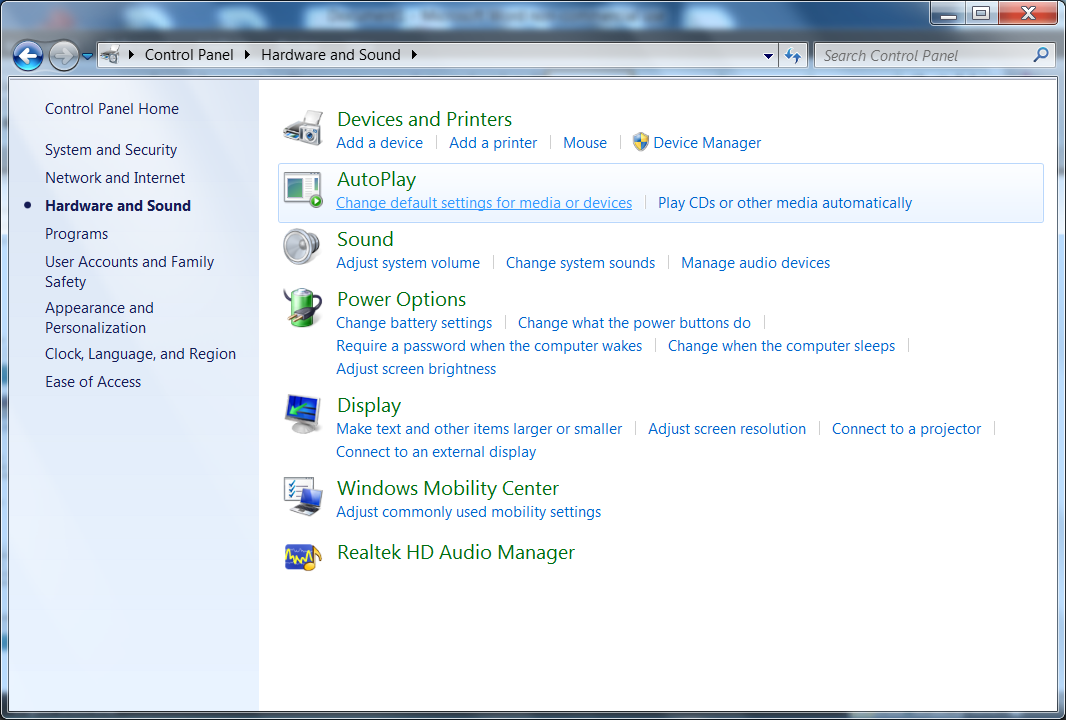 Control Panel Hardware and Sound Search Control Panel
Control Panel Home
System and Security
Network and Internet
Hardware and Sound
Programs
User Accounts and Family
Safety
Appearance and
Personalization
Clock, Language, and Region
Ease of Access
Devices and Printers
Add a device Add a printer Mouse Device Manager
AutoPlay
Change default settings for media or devices Play CDs or other media automatically
Sound
Adjust system volume Change system sounds Manage audio devices
Power Options
Change battery settings Change what the power buttons do
Require a password when the computer wakes Change when the computer sleeps
Adjust screen brightness
Display
Make text and other items larger or smaller Adjust screen resolution Connect to a projector
Connect to an external display
Windows Mobility Center
Adjust commonly used mobility settings
Realtek HD Audio Manager